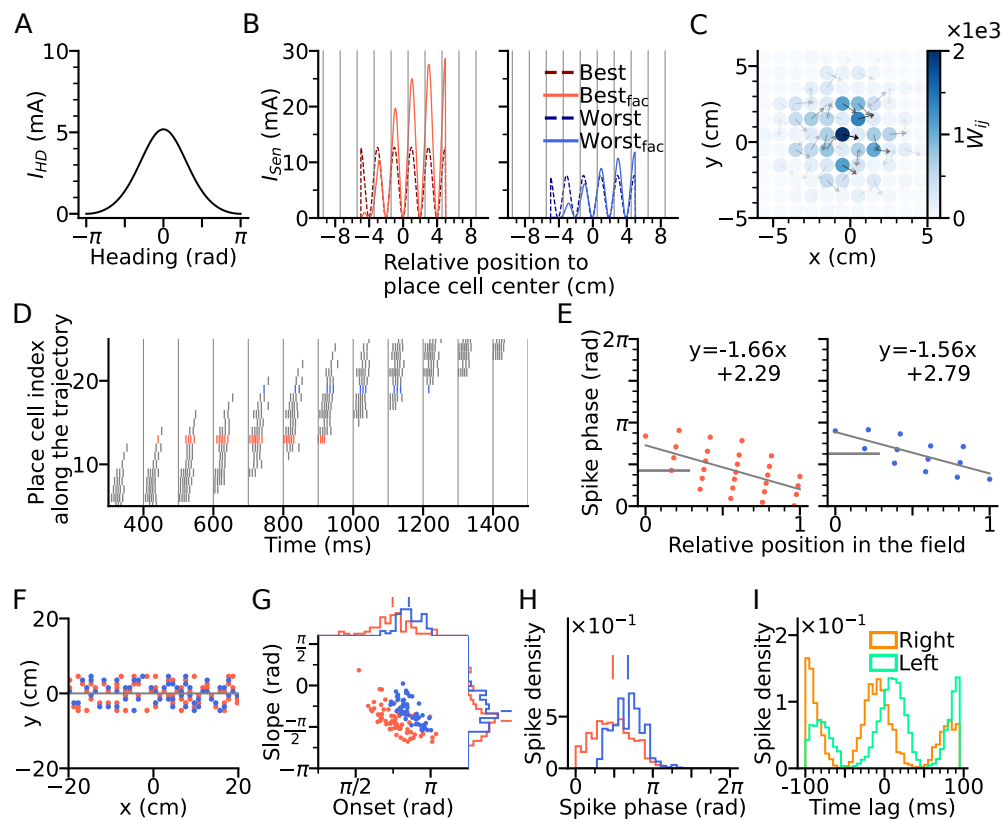 A
10
5
0
I_HD (mA)
−π
0
π
Heading (rad)
B
30
20
10
0
I_Sen (mA)
Best
Best_fac
Worst
Worst_fac
−8 −4 0 4 8
−8 −4 0 4 8
Relative position to
place cell center (cm)
C
×1e3
5
0
−5
y (cm)
−5 0 5
x (cm)
2
1
0
W_ij
D
20
10
Place cell index
along the trajectory
400 600 800 1000 1200 1400
Time (ms)
E
2π
π
0
Spike phase (rad)
y=-1.66x
+2.29
y=-1.56x
+2.79
0 1
0 1
Relative position in the field
F
20
0
−20
y (cm)
−20 0 20
x (cm)
G
π/2
0
−π/2
−π
Slope (rad)
π/2 π
Onset (rad)
H
×10⁻¹
5
0
Spike density
0 π 2π
Spike phase (rad)
I
×10⁻¹
2
1
0
Spike density
Right
Left
-100 0 100
Time lag (ms)